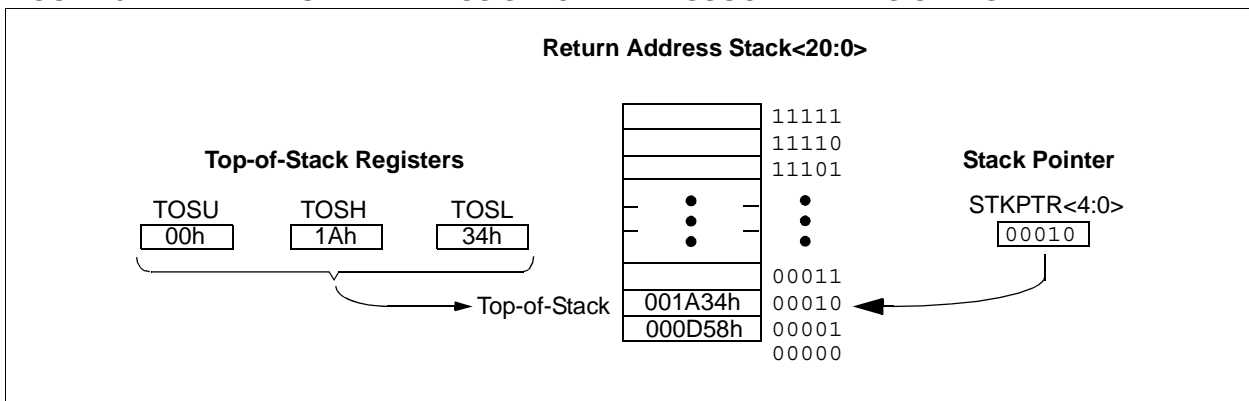 Return Address Stack<20:0>
Top-of-Stack Registers
TOSU TOSH TOSL
00h 1Ah 34h
11111
11110
11101
Stack Pointer
STKPTR<4:0>
00010
00011
Top-of-Stack 001A34h 00010
000D58h 00001
00000